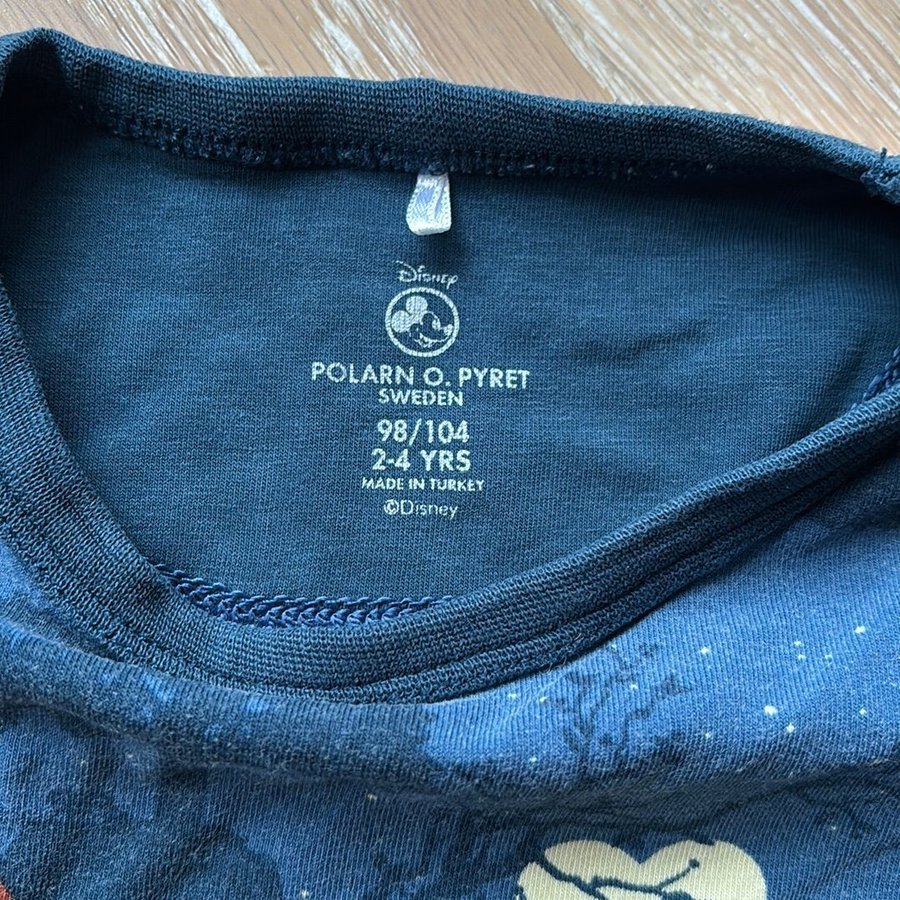 Disney
POLARN O. PYRET
SWEDEN
98/104
2-4 YRS
MADE IN TURKEY
©Disney